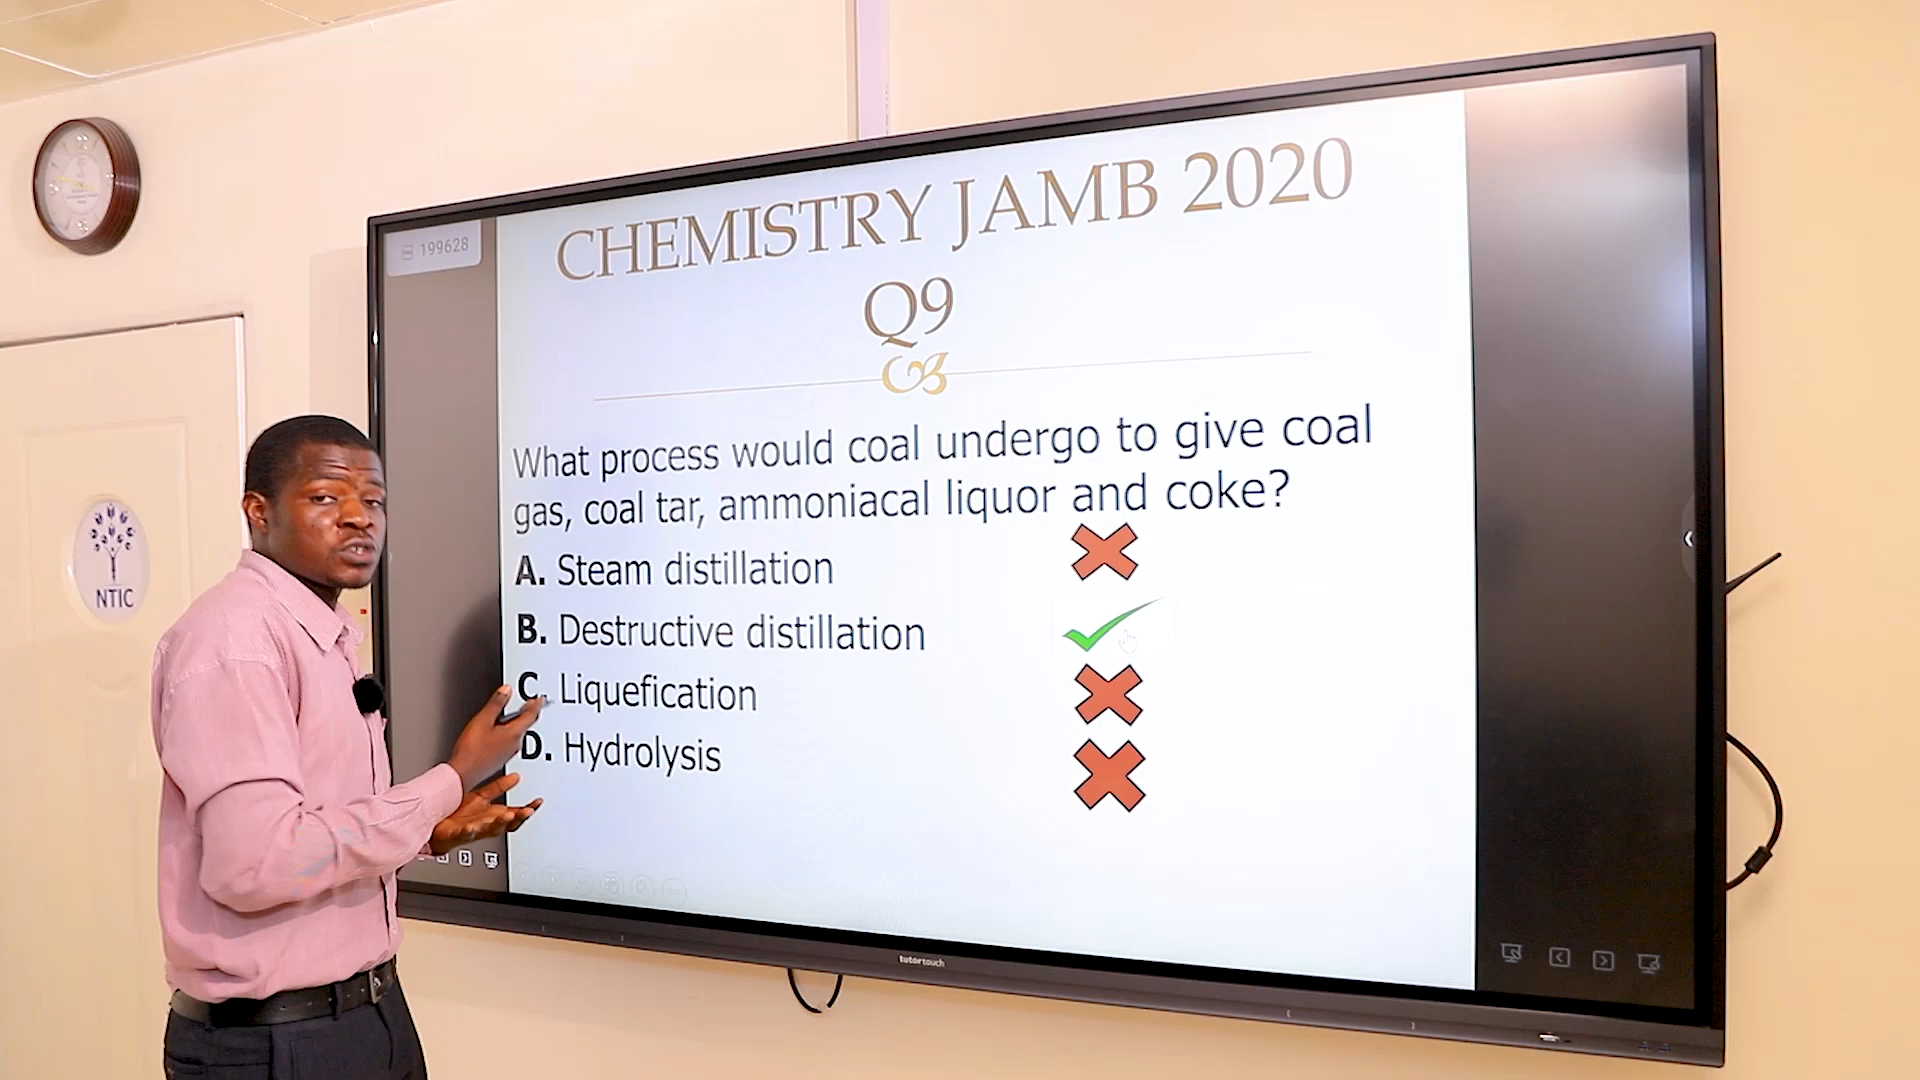 199628
CHEMISTRY JAMB 2020
Q9
What process would coal undergo to give coal
gas, coal tar, ammoniacal liquor and coke?
A. Steam distillation
B. Destructive distillation
C. Liquefication
D. Hydrolysis
NTIC
tutortouch